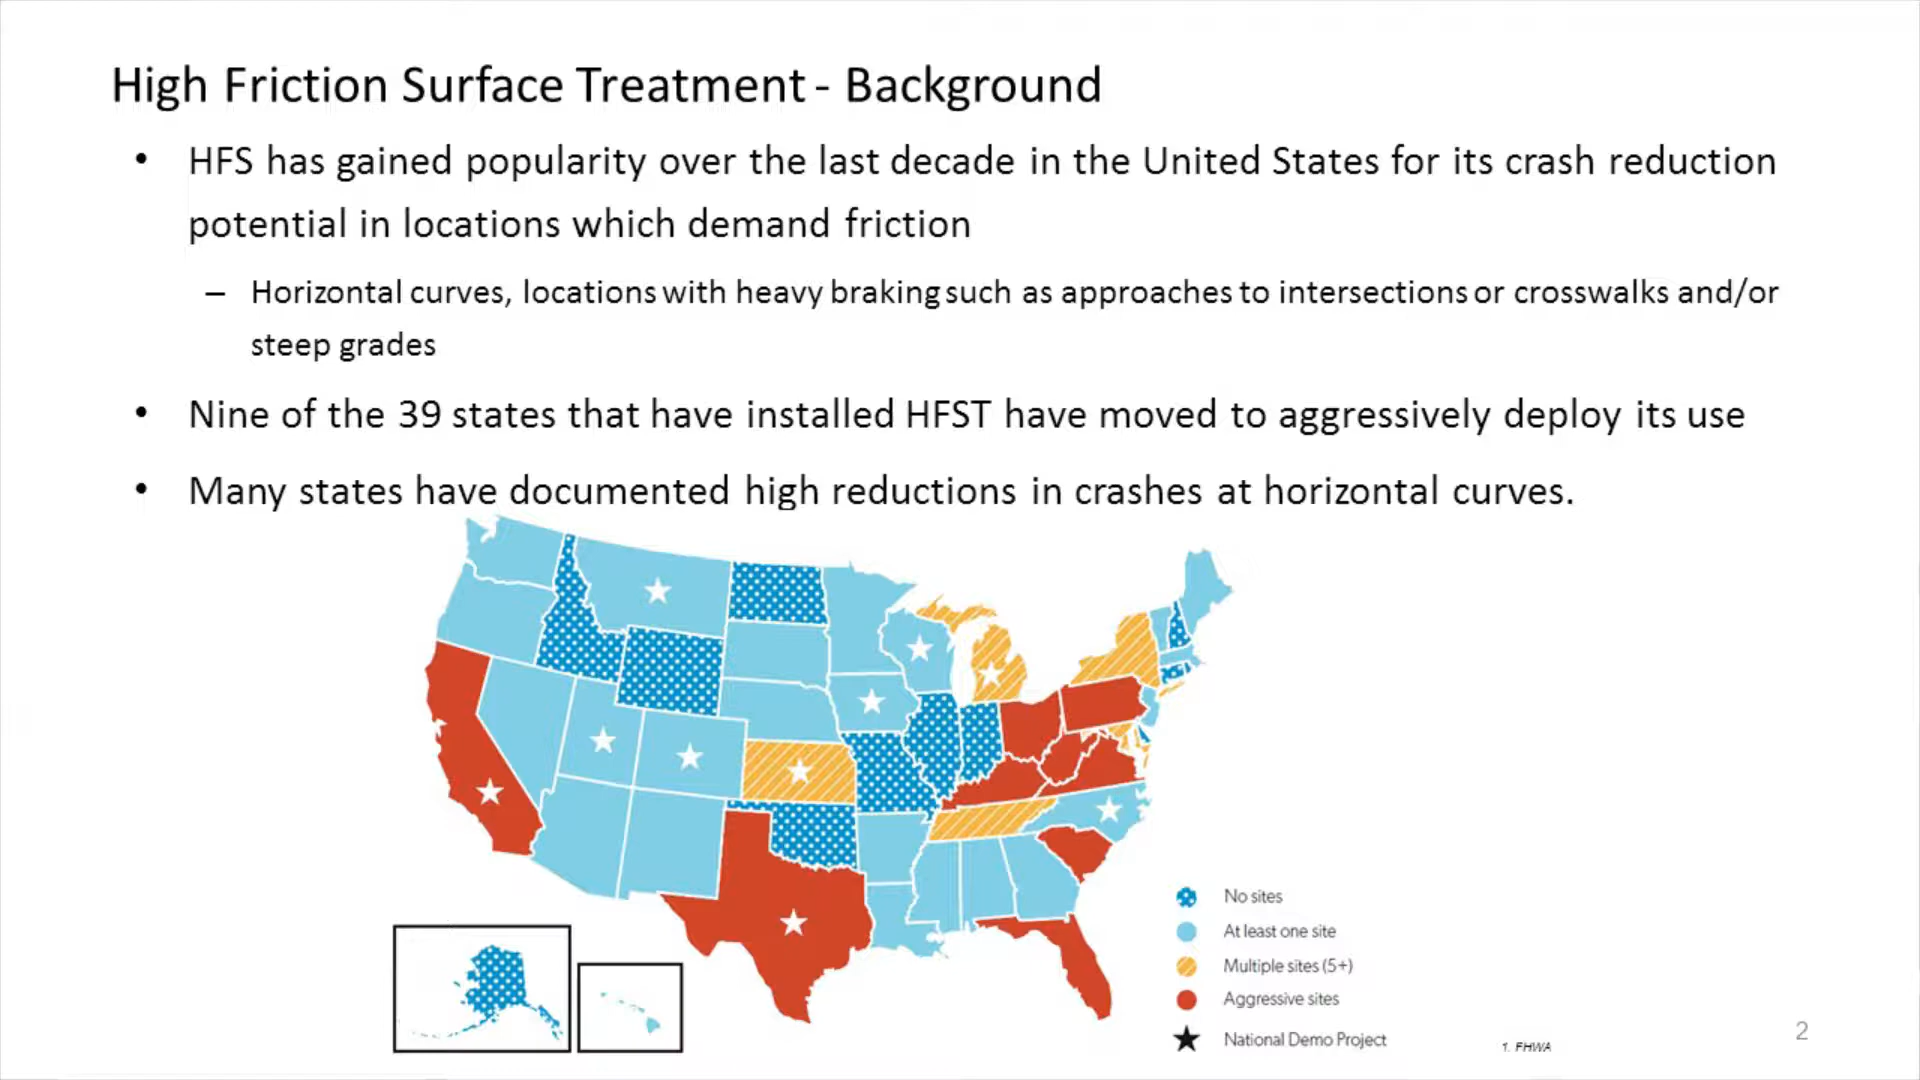 High Friction Surface Treatment - Background
• HFS has gained popularity over the last decade in the United States for its crash reduction
potential in locations which demand friction
– Horizontal curves, locations with heavy braking such as approaches to intersections or crosswalks and/or
steep grades
• Nine of the 39 states that have installed HFST have moved to aggressively deploy its use
• Many states have documented high reductions in crashes at horizontal curves.
No sites
At least one site
Multiple sites (5+)
Aggressive sites
National Demo Project
1. FHWA
2